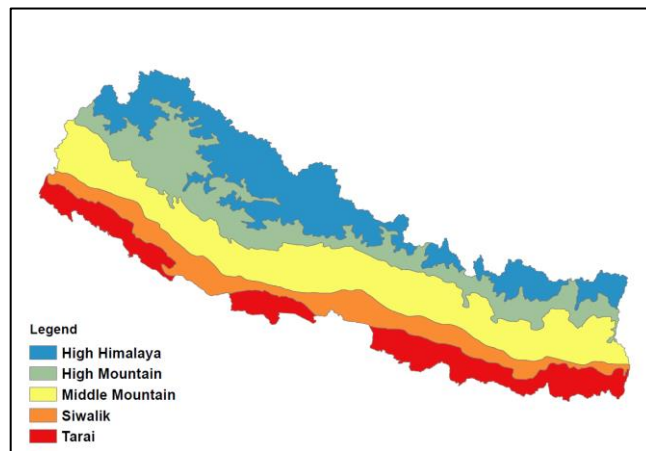 Legend
High Himalaya
High Mountain
Middle Mountain
Siwalik
Tarai